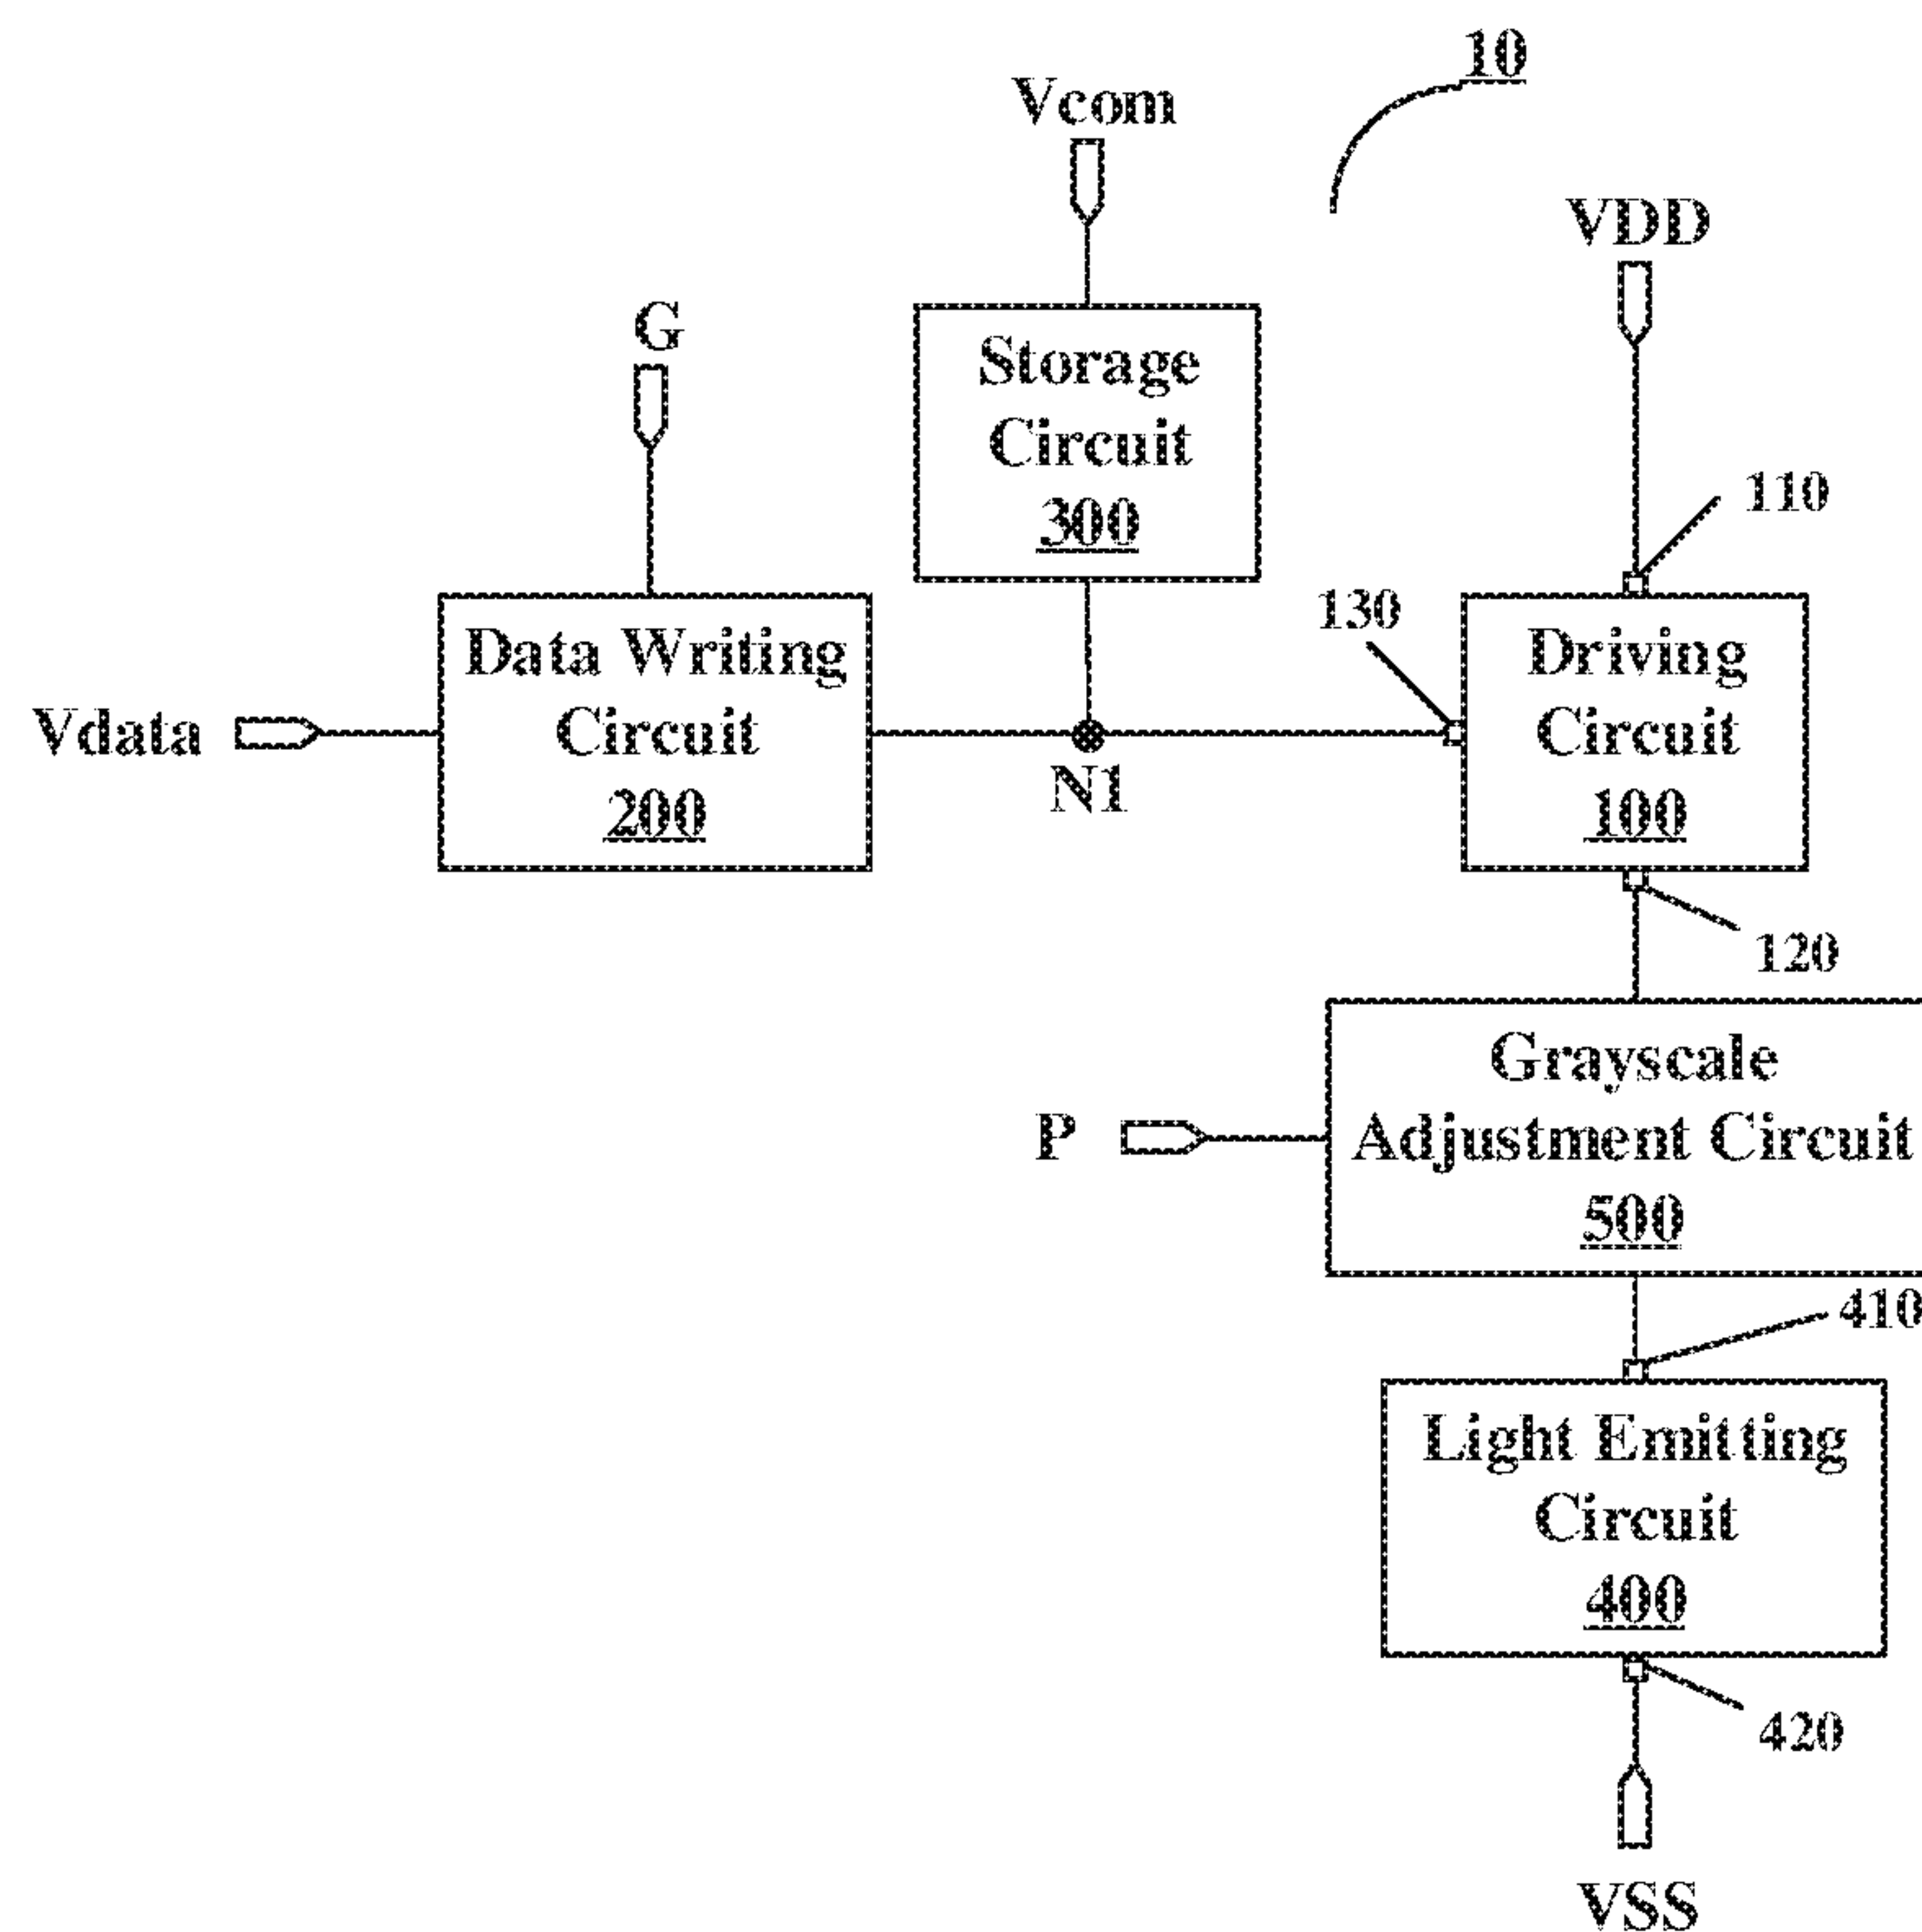 10
Vcom
VDD
G
Storage
Circuit
300
110
130
Data Writing
Circuit
200
Driving
Circuit
100
Vdata
N1
120
Grayscale
Adjustment Circuit
500
P
410
Light Emitting
Circuit
400
420
VSS